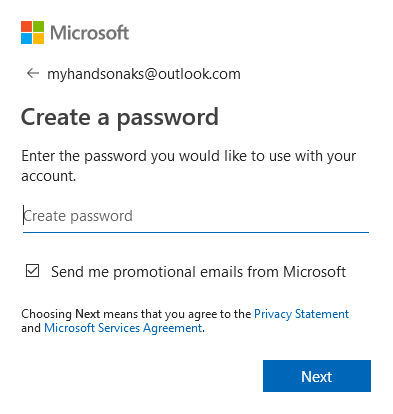 Microsoft
← myhandsonaks@outlook.com
Create a password
Enter the password you would like to use with your
account.
Create password
Send me promotional emails from Microsoft
Choosing Next means that you agree to the Privacy Statement
and Microsoft Services Agreement.
Next